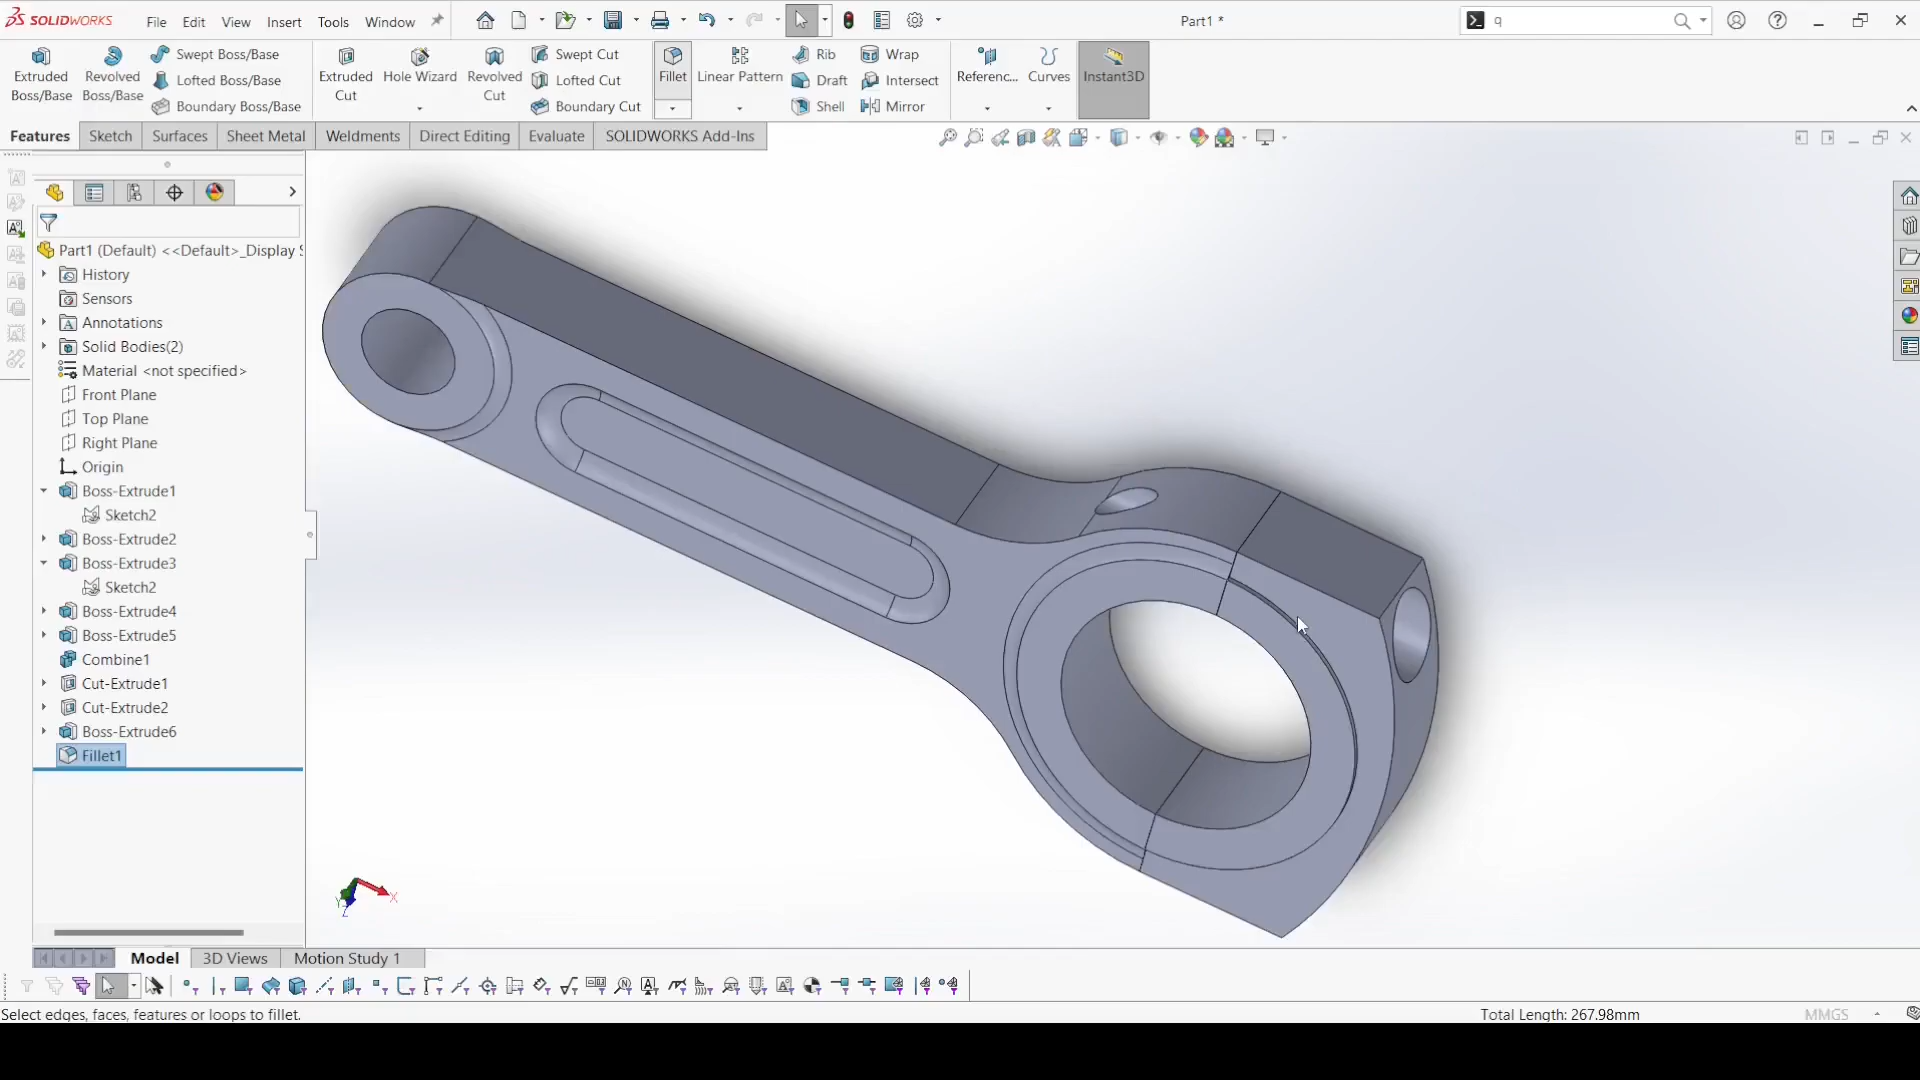 SOLIDWORKS File Edit View Insert Tools Window Part1 * q
Extruded Boss/Base
Revolved Boss/Base
Swept Boss/Base
Lofted Boss/Base
Boundary Boss/Base
Extruded Cut
Hole Wizard
Revolved Cut
Swept Cut
Lofted Cut
Boundary Cut
Fillet
Linear Pattern
Rib
Draft
Shell
Wrap
Intersect
Mirror
Referenc...
Curves
Instant3D
Features Sketch Surfaces Sheet Metal Weldments Direct Editing Evaluate SOLIDWORKS Add-Ins
Part1 (Default) <<Default>_Display S
History
Sensors
Annotations
Solid Bodies(2)
Material <not specified>
Front Plane
Top Plane
Right Plane
Origin
Boss-Extrude1
Sketch2
Boss-Extrude2
Boss-Extrude3
Sketch2
Boss-Extrude4
Boss-Extrude5
Combine1
Cut-Extrude1
Cut-Extrude2
Boss-Extrude6
Fillet1
X
Y
Z
Model 3D Views Motion Study 1
Select edges, faces, features or loops to fillet. Total Length: 267.98mm MMGS